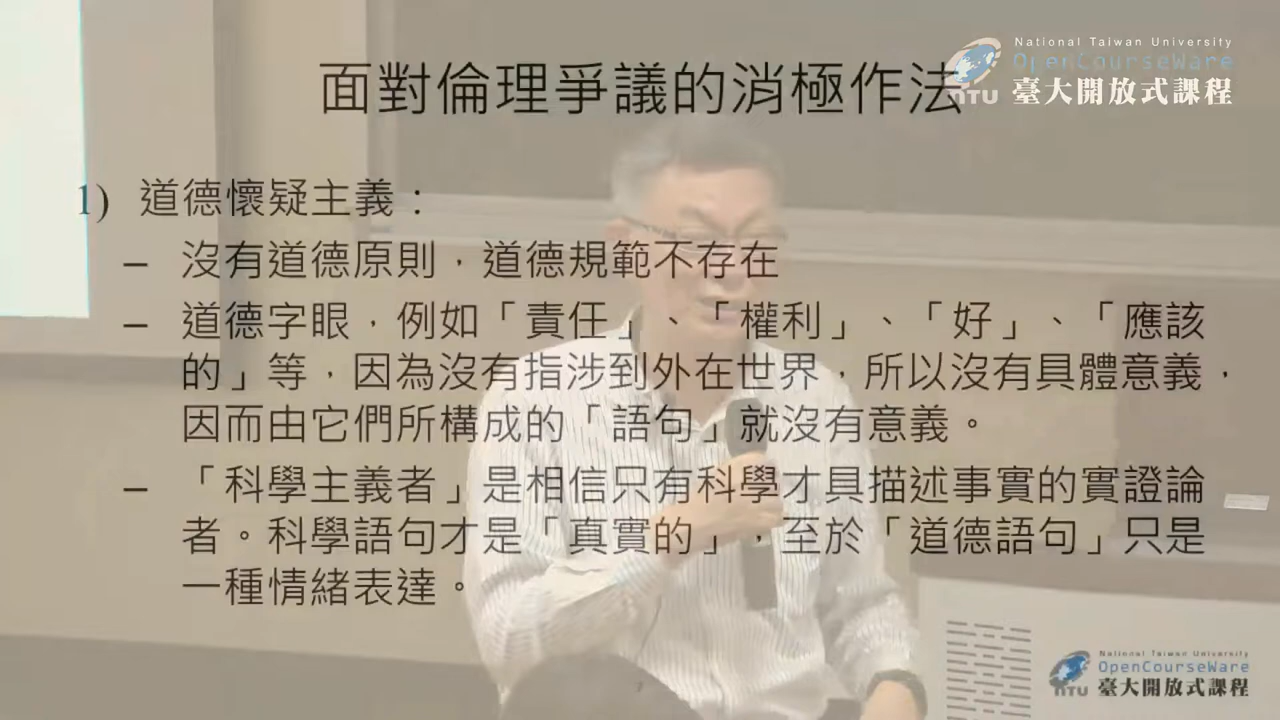 面對倫理爭議的消極作法
National Taiwan University
OpenCourseWare
NTU 臺大開放式課程
1) 道德懷疑主義：
– 沒有道德原則，道德規範不存在
– 道德字眼，例如「責任」、「權利」、「好」、「應該
的」等，因為沒有指涉到外在世界，所以沒有具體意義，
因而由它們所構成的「語句」就沒有意義。
– 「科學主義者」是相信只有科學才具描述事實的實證論
者。科學語句才是「真實的」，至於「道德語句」只是
一種情緒表達。
National Taiwan University
OpenCourseWare
NTU 臺大開放式課程